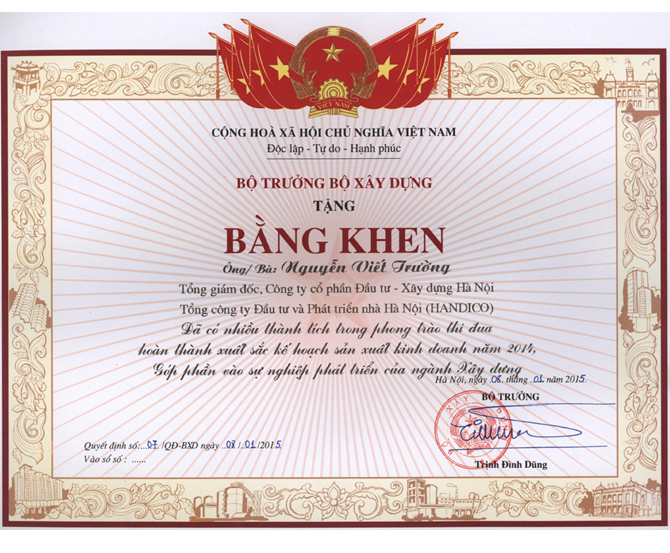 VIỆT NAM
CỘNG HOÀ XÃ HỘI CHỦ NGHĨA VIỆT NAM
Độc lập - Tự do - Hạnh phúc
BỘ TRƯỞNG BỘ XÂY DỰNG
TẶNG
BẰNG KHEN
Ông/ Bà: Nguyễn Viết Trường
Tổng giám đốc, Công ty cổ phần Đầu tư - Xây dựng Hà Nội
Tổng công ty Đầu tư và Phát triển nhà Hà Nội (HANDICO)
Đã có nhiều thành tích trong phong trào thi đua
hoàn thành xuất sắc kế hoạch sản xuất kinh doanh năm 2014,
Góp phần vào sự nghiệp phát triển của ngành Xây dựng
Hà Nội, ngày 08 tháng 01 năm 2015
BỘ TRƯỞNG
XÂY
Trịnh Đình Dũng
Quyết định số:..07 /QĐ-BXD ngày ..08/..01/2015
Vào sổ số : ......